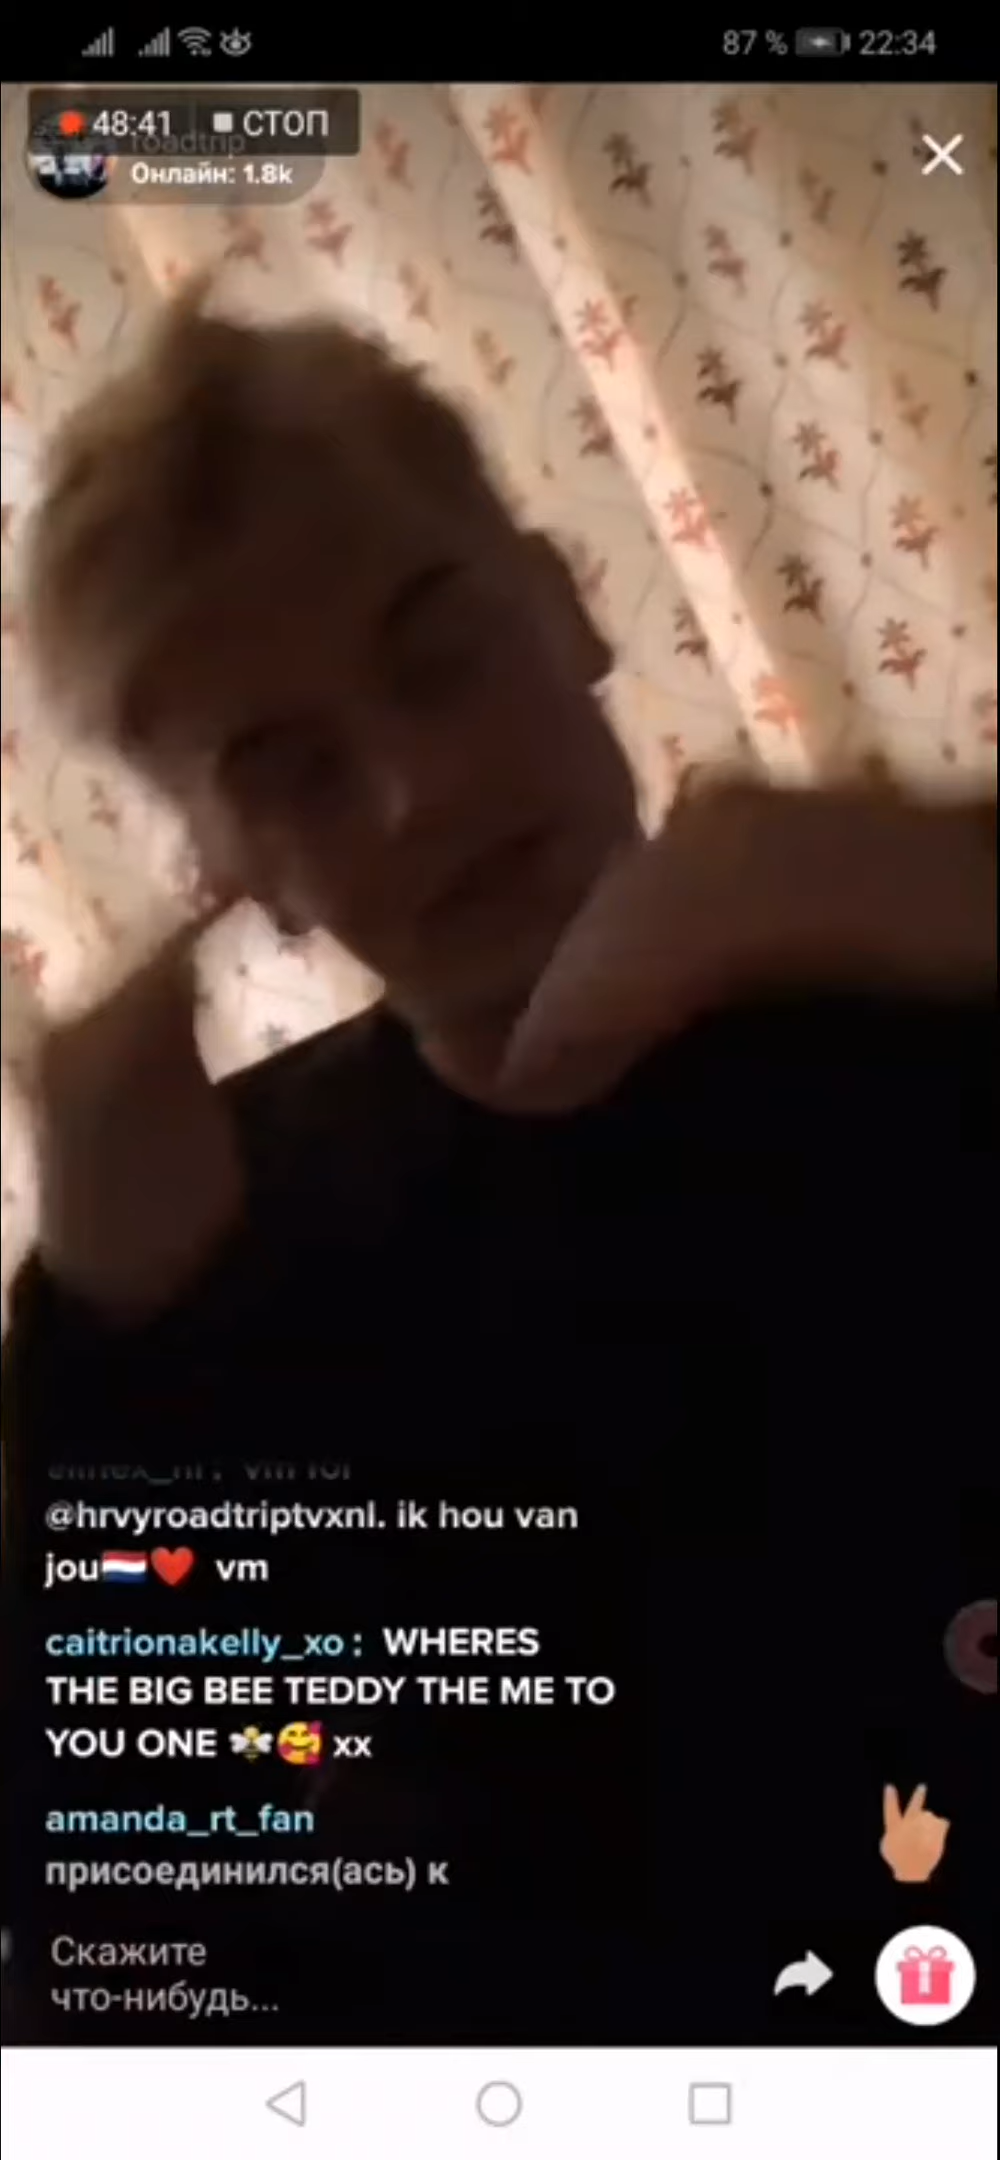 87 % 22:34
48:41 СТОП
roadtrip
Онлайн: 1.8k
@hrvyroadtriptvxnl. ik hou van
jou🇳🇱❤️ vm
caitrionakelly_xo : WHERES
THE BIG BEE TEDDY THE ME TO
YOU ONE 🐝🥰 xx
amanda_rt_fan
присоединился(ась) к
Скажите
что-нибудь...